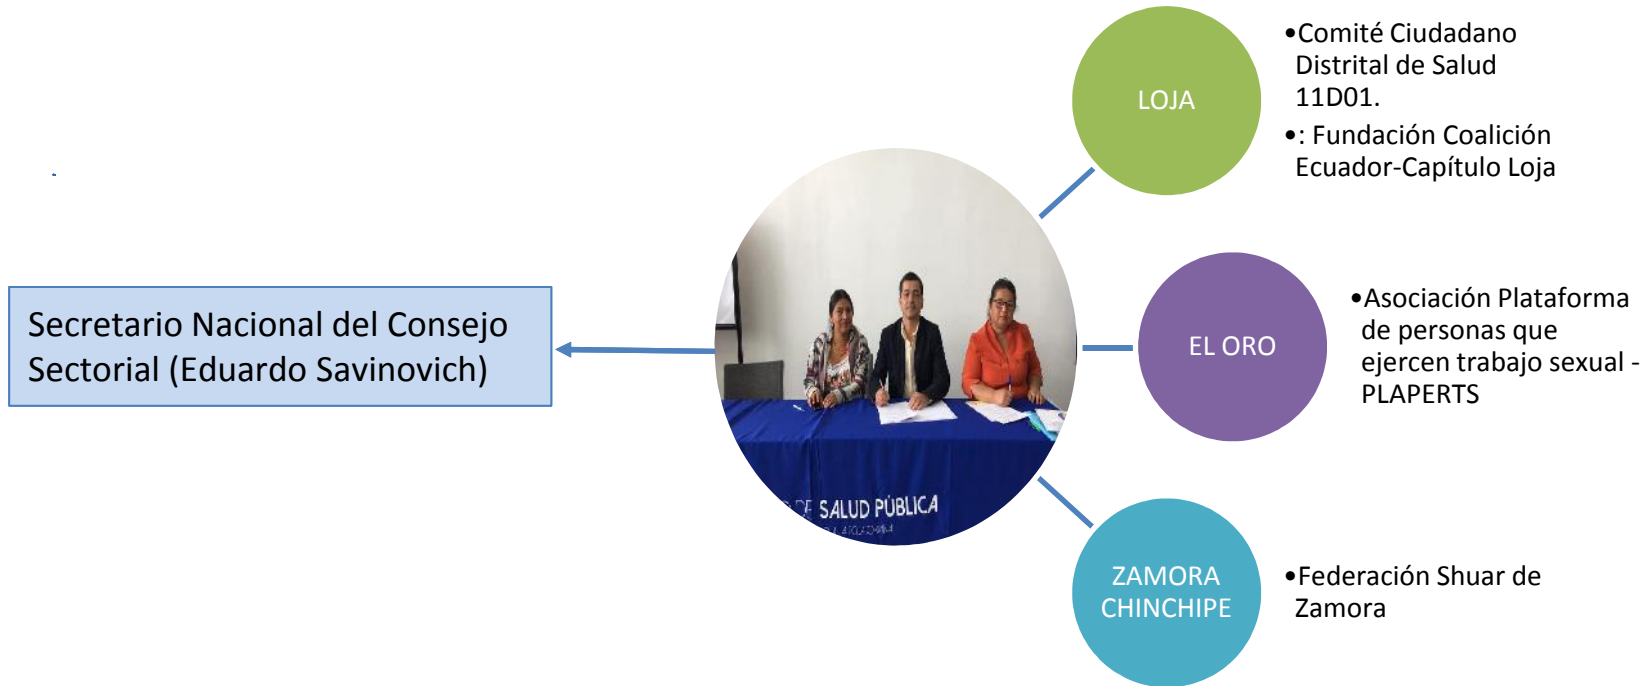 Secretario Nacional del Consejo
Sectorial (Eduardo Savinovich)
DE SALUD PÚBLICA
LOJA
•Comité Ciudadano
Distrital de Salud
11D01.
•: Fundación Coalición
Ecuador-Capítulo Loja
EL ORO
•Asociación Plataforma
de personas que
ejercen trabajo sexual -
PLAPERTS
ZAMORA
CHINCHIPE
•Federación Shuar de
Zamora